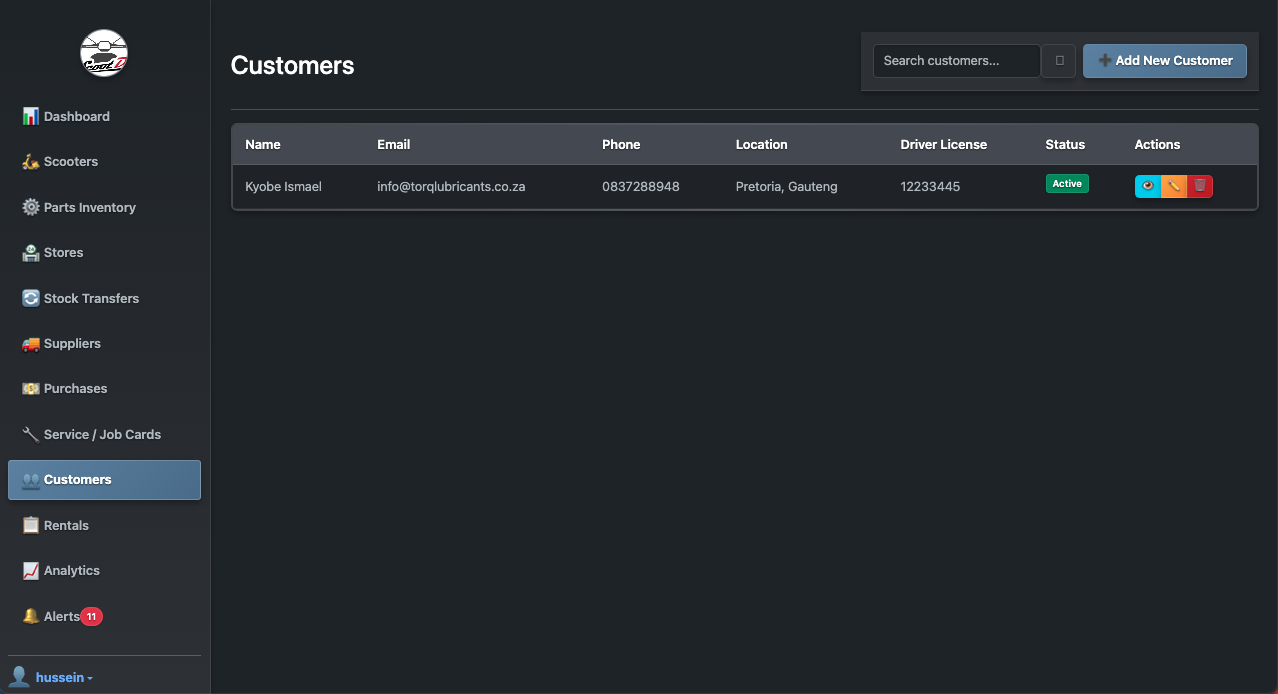 Dashboard
Scooters
Parts Inventory
Stores
Stock Transfers
Suppliers
Purchases
Service / Job Cards
Customers
Rentals
Analytics
Alerts 11
hussein
Customers
Search customers...
Add New Customer
Name Email Phone Location Driver License Status Actions
Kyobe Ismael info@torqlubricants.co.za 0837288948 Pretoria, Gauteng 12233445 Active